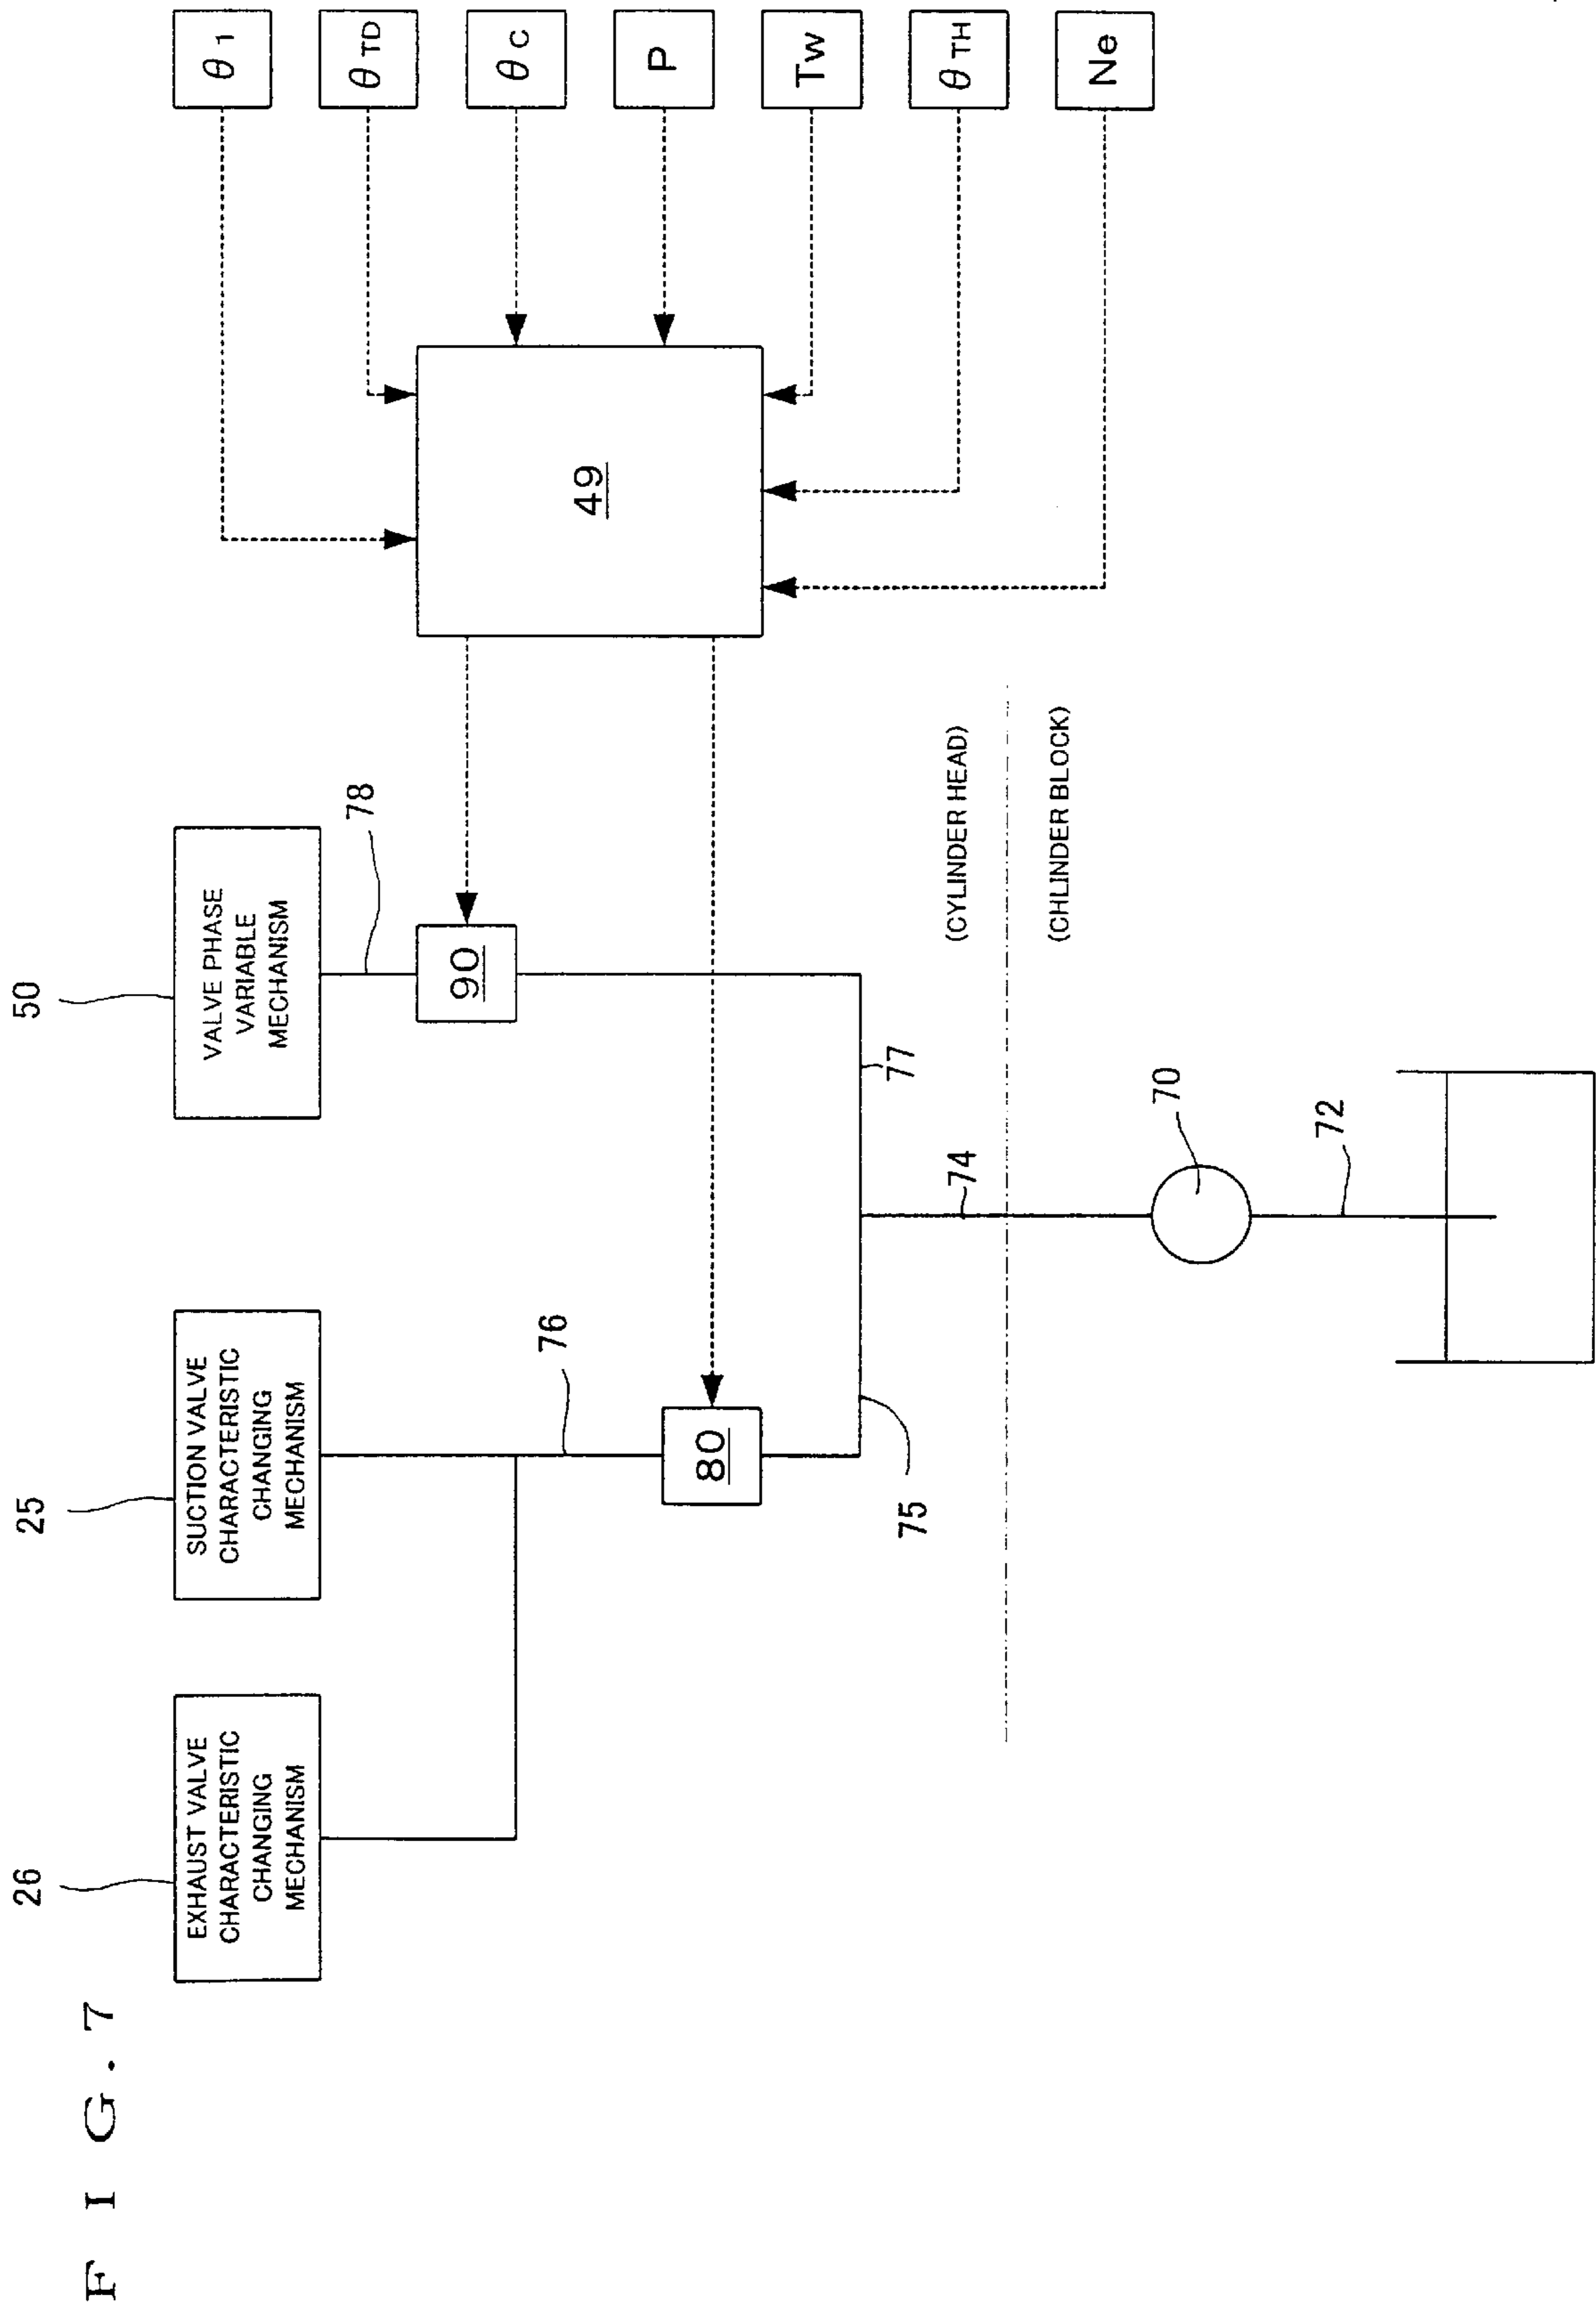 FIG.7
26
EXHAUST VALVE
CHARACTERISTIC
CHANGING
MECHANISM
25
SUCTION VALVE
CHARACTERISTIC
CHANGING
MECHANISM
50
VALVE PHASE
VARIABLE
MECHANISM
76
78
80
90
75
77
74
(CYLINDER HEAD)
(CHLINDER BLOCK)
70
72
49
θ1
θTD
θC
P
Tw
θTH
Ne